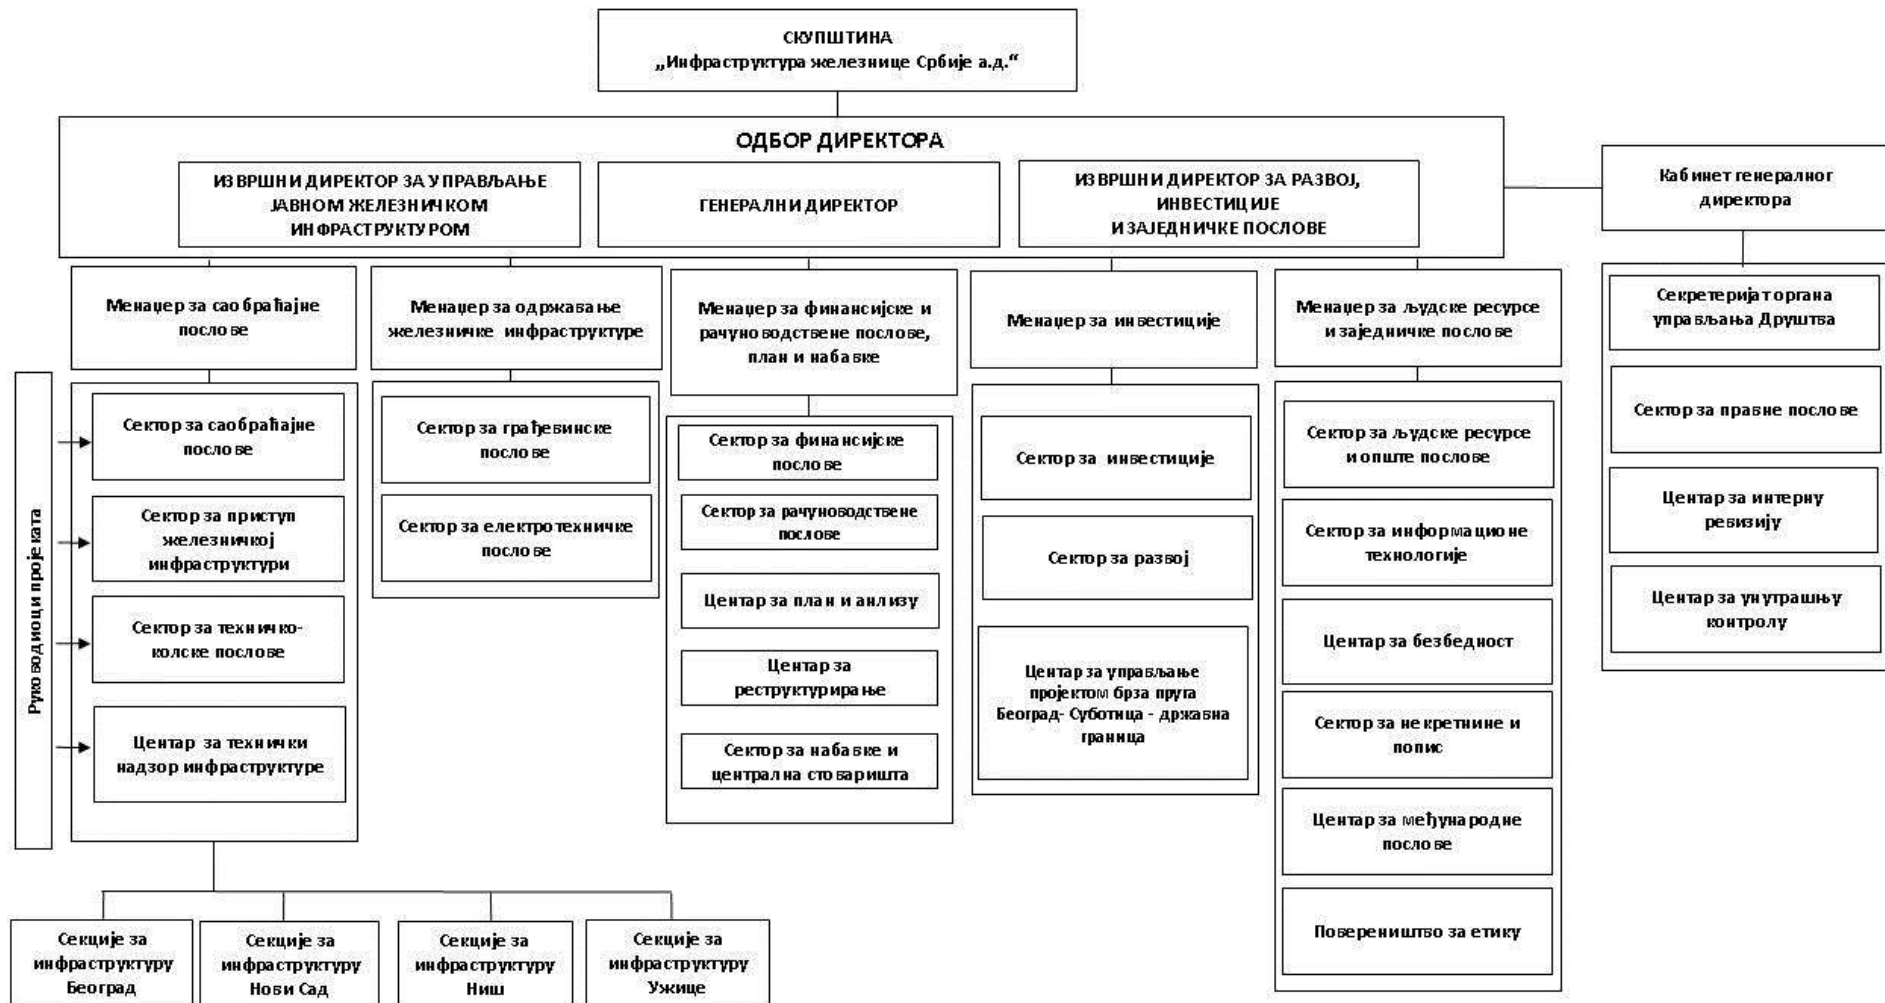 СКУПШТИНА
„Инфраструктура железнице Србије а.д.“
ОДБОР ДИРЕКТОРА
ИЗВРШНИ ДИРЕКТОР ЗА УПРАВЉАЊЕ
ЈАВНОМ ЖЕЛЕЗНИЧКОМ
ИНФРАСТРУКТУРОМ
ГЕНЕРАЛНИ ДИРЕКТОР
ИЗВРШНИ ДИРЕКТОР ЗА РАЗВОЈ,
ИНВЕСТИЦИЈЕ
И ЗАЈЕДНИЧКЕ ПОСЛОВЕ
Кабинет генералног
директора
Менаџер за саобраћајне
послове
Менаџер за одржавање
железничке инфраструктуре
Менаџер за финансијске и
рачуноводствене послове,
план и набавке
Менаџер за инвестиције
Менаџер за људске ресурсе
и заједничке послове
Секретеријат органа
управљања Друштва
Сектор за правне послове
Центар за интерну
ревизију
Центар за унутрашњу
контролу
Руководиоци пројеката
Сектор за саобраћајне
послове
Сектор за приступ
железничкој
инфраструктури
Сектор за техничко-
колске послове
Центар за технички
надзор инфраструктуре
Сектор за грађевинске
послове
Сектор за електротехничке
послове
Сектор за финансијске
послове
Сектор за рачуноводствене
послове
Центар за план и анлизу
Центар за
реструктурирање
Сектор за набавке и
централна стоваришта
Сектор за инвестиције
Сектор за развој
Центар за управљање
пројектом брза пруга
Београд- Суботица - државна
граница
Сектор за људске ресурсе
и опште послове
Сектор за информационе
технологије
Центар за безбедност
Сектор за некретнине и
попис
Центар за међународне
послове
Повереништво за етику
Секције за
инфраструктуру
Београд
Секције за
инфраструктуру
Нови Сад
Секције за
инфраструктуру
Ниш
Секције за
инфраструктуру
Ужице